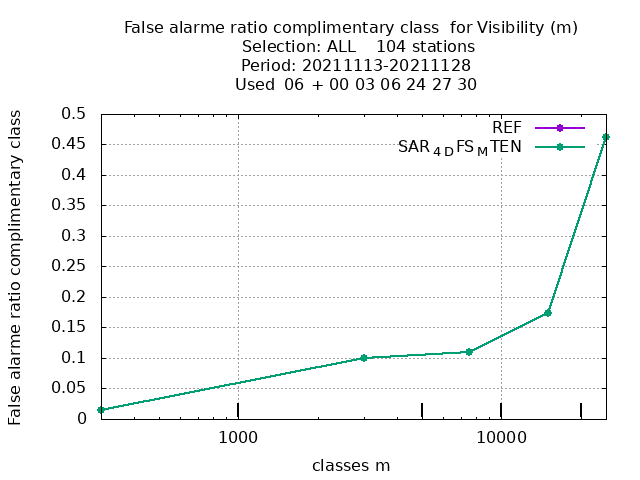 False alarme ratio complimentary class  for Visibility (m)
Selection: ALL    104 stations
Period: 20211113-20211128
Used  06  + 00 03 06 24 27 30
False alarme ratio complimentary class
0.5
0.45
0.4
0.35
0.3
0.25
0.2
0.15
0.1
0.05
0
REF
SAR4DFSMTEN
1000
10000
classes m